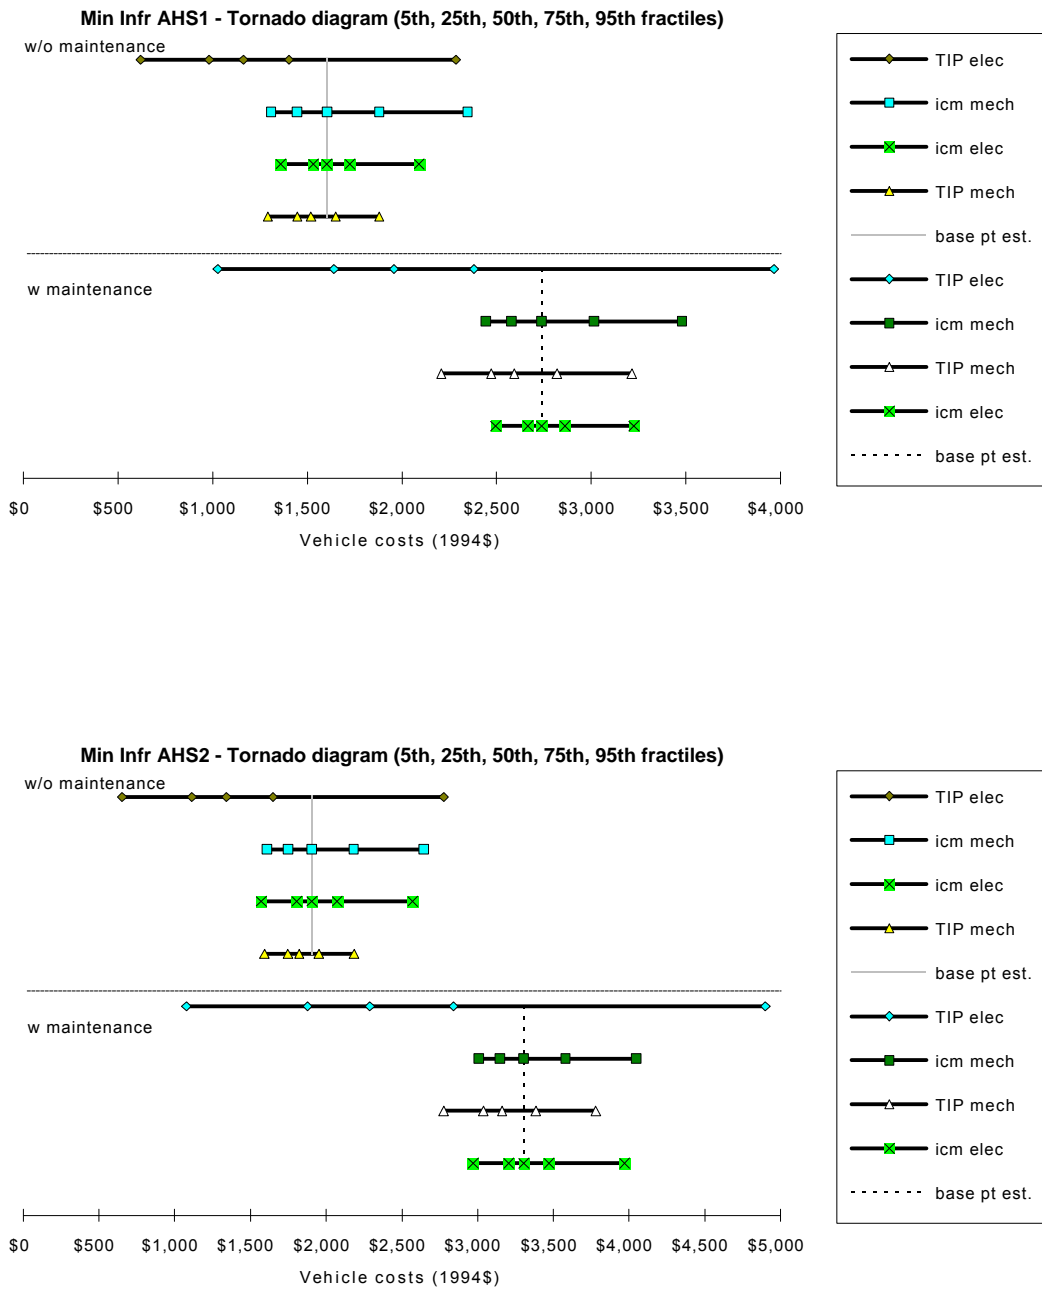 Min Infr AHS1 - Tornado diagram (5th, 25th, 50th, 75th, 95th fractiles)
w/o maintenance
w maintenance
$0 $500 $1,000 $1,500 $2,000 $2,500 $3,000 $3,500 $4,000
Vehicle costs (1994$)
TIP elec
icm mech
icm elec
TIP mech
base pt est.
TIP elec
icm mech
TIP mech
icm elec
base pt est.
Min Infr AHS2 - Tornado diagram (5th, 25th, 50th, 75th, 95th fractiles)
w/o maintenance
w maintenance
$0 $500 $1,000 $1,500 $2,000 $2,500 $3,000 $3,500 $4,000 $4,500 $5,000
Vehicle costs (1994$)
TIP elec
icm mech
icm elec
TIP mech
base pt est.
TIP elec
icm mech
TIP mech
icm elec
base pt est.